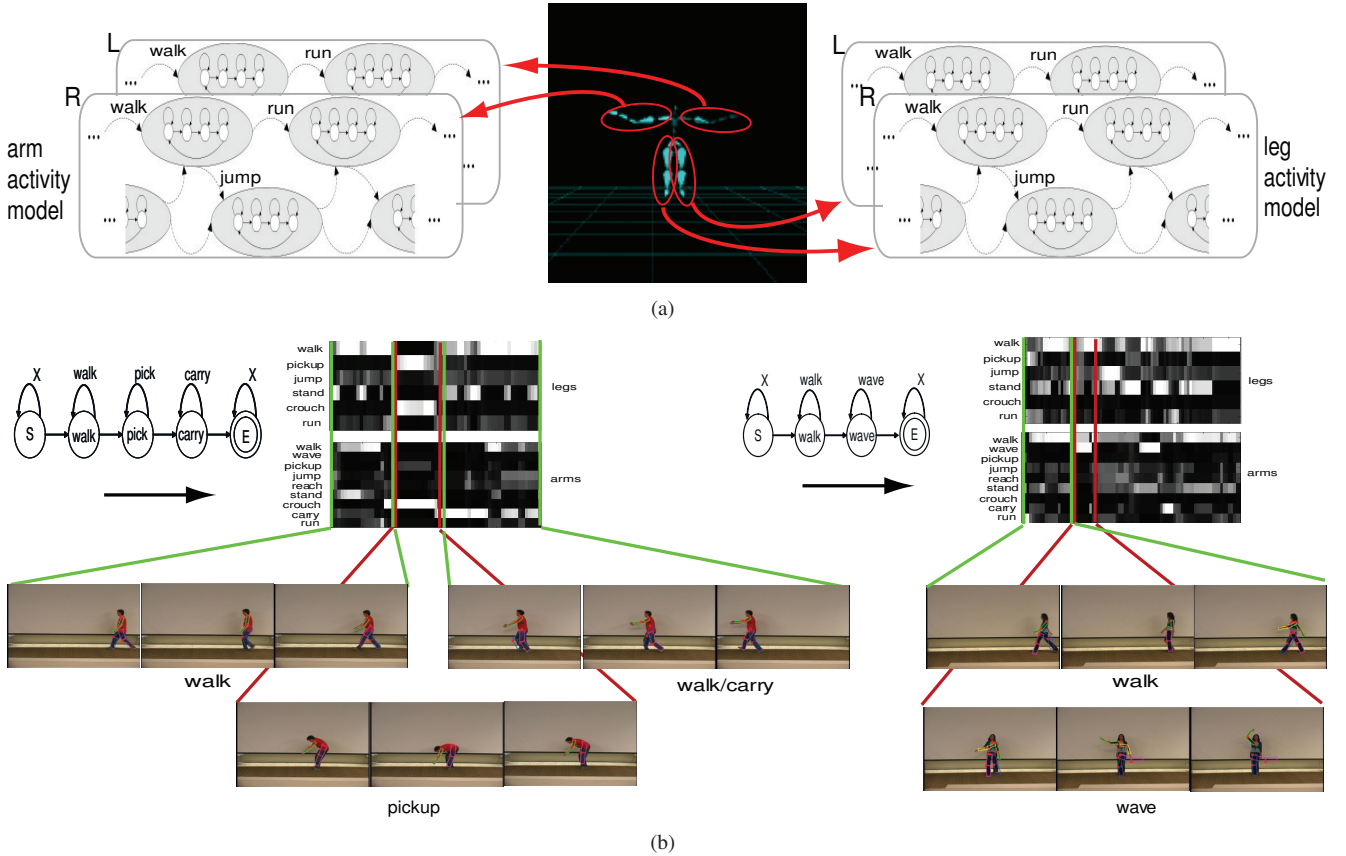 L
walk
run
...
...
R
walk
run
...
...
...
jump
...
...
arm
activity
model
L
walk
run
...
...
R
walk
run
...
...
...
jump
...
...
leg
activity
model
(a)
X
walk
pick
carry
X
S
walk
pick
carry
E
walk
pickup
jump
stand
crouch
run
legs
walk
wave
pickup
jump
reach
stand
crouch
carry
run
arms
X
walk
wave
X
S
walk
wave
E
walk
pickup
jump
stand
crouch
run
legs
walk
wave
pickup
jump
reach
stand
crouch
carry
run
arms
walk
walk/carry
pickup
walk
wave
(b)